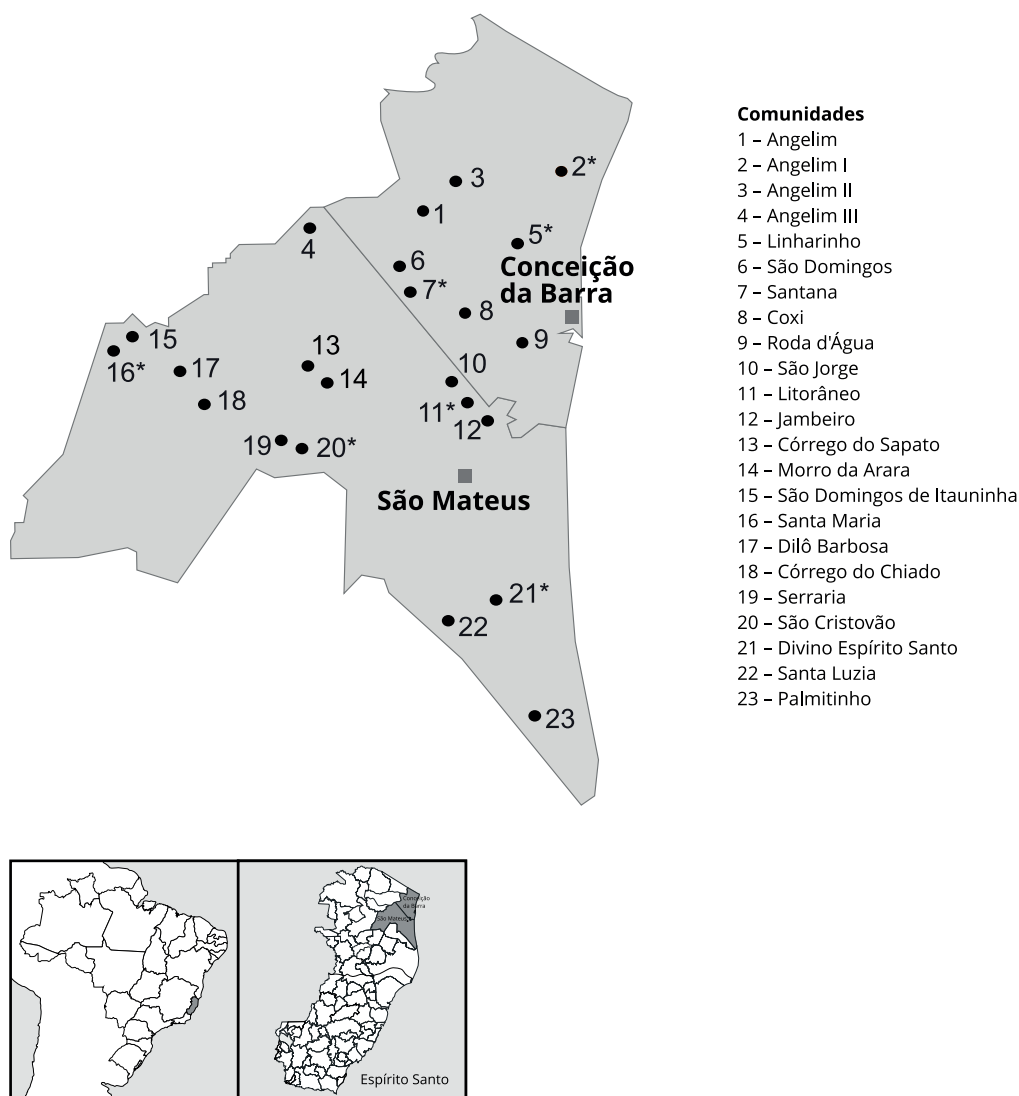 2*
3
1
4
5*
Conceição
da Barra
6
7*
8
9
15
16*
17
13
14
10
18
11*
12
19
20*
São Mateus
21*
22
23
Comunidades
1 – Angelim
2 – Angelim I
3 – Angelim II
4 – Angelim III
5 – Linharinho
6 – São Domingos
7 – Santana
8 – Coxi
9 – Roda d'Água
10 – São Jorge
11 – Litorâneo
12 – Jambeiro
13 – Córrego do Sapato
14 – Morro da Arara
15 – São Domingos de Itauninha
16 – Santa Maria
17 – Dilô Barbosa
18 – Córrego do Chiado
19 – Serraria
20 – São Cristovão
21 – Divino Espírito Santo
22 – Santa Luzia
23 – Palmitinho
Conceição
da Barra
São Mateus
Espírito Santo